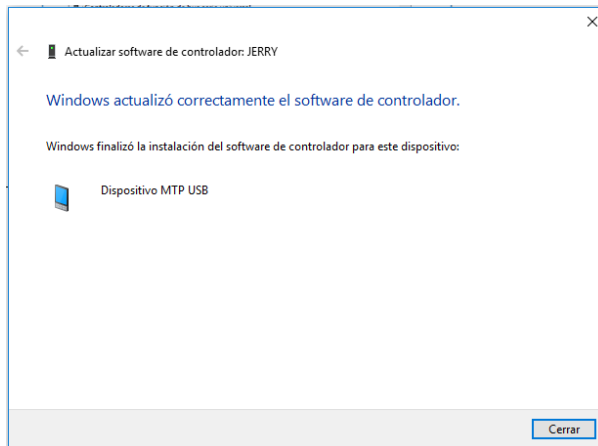 Actualizar software de controlador: JERRY
Windows actualizó correctamente el software de controlador.
Windows finalizó la instalación del software de controlador para este dispositivo:
Dispositivo MTP USB
Cerrar